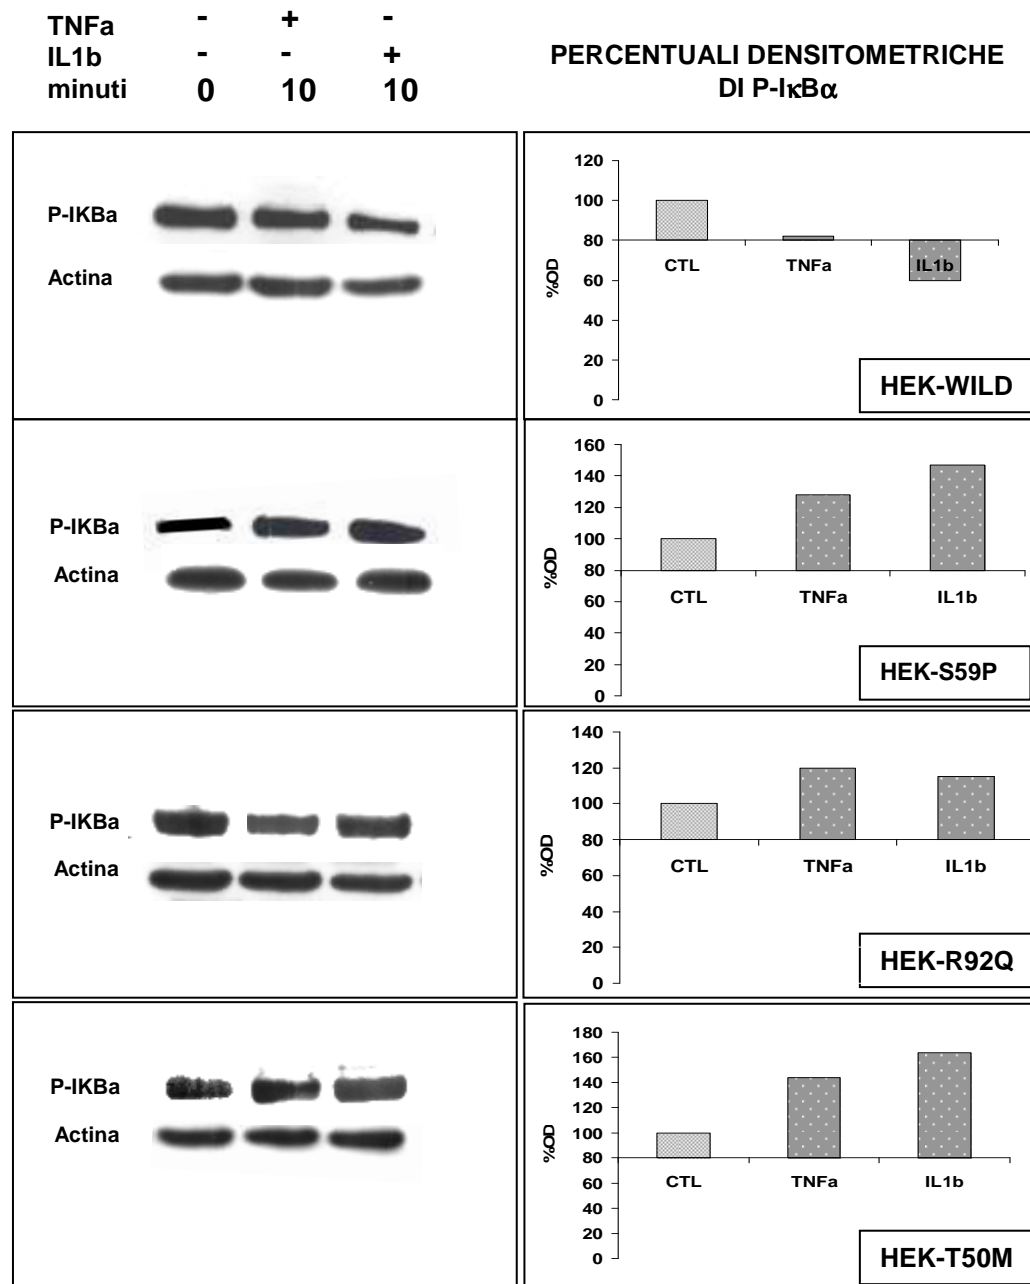 TNFa - + -
IL1b - - +
minuti 0 10 10
PERCENTUALI DENSITOMETRICHE
DI P-IκBα
P-IKBa
Actina
120
100
80
60
40
20
0
%OD
CTL TNFa IL1b
HEK-WILD
P-IKBa
Actina
160
140
120
100
80
60
40
20
0
%OD
CTL TNFa IL1b
HEK-S59P
P-IKBa
Actina
140
120
100
80
60
40
20
0
%OD
CTL TNFa IL1b
HEK-R92Q
P-IKBa
Actina
180
160
140
120
100
80
60
40
20
0
%OD
CTL TNFa IL1b
HEK-T50M